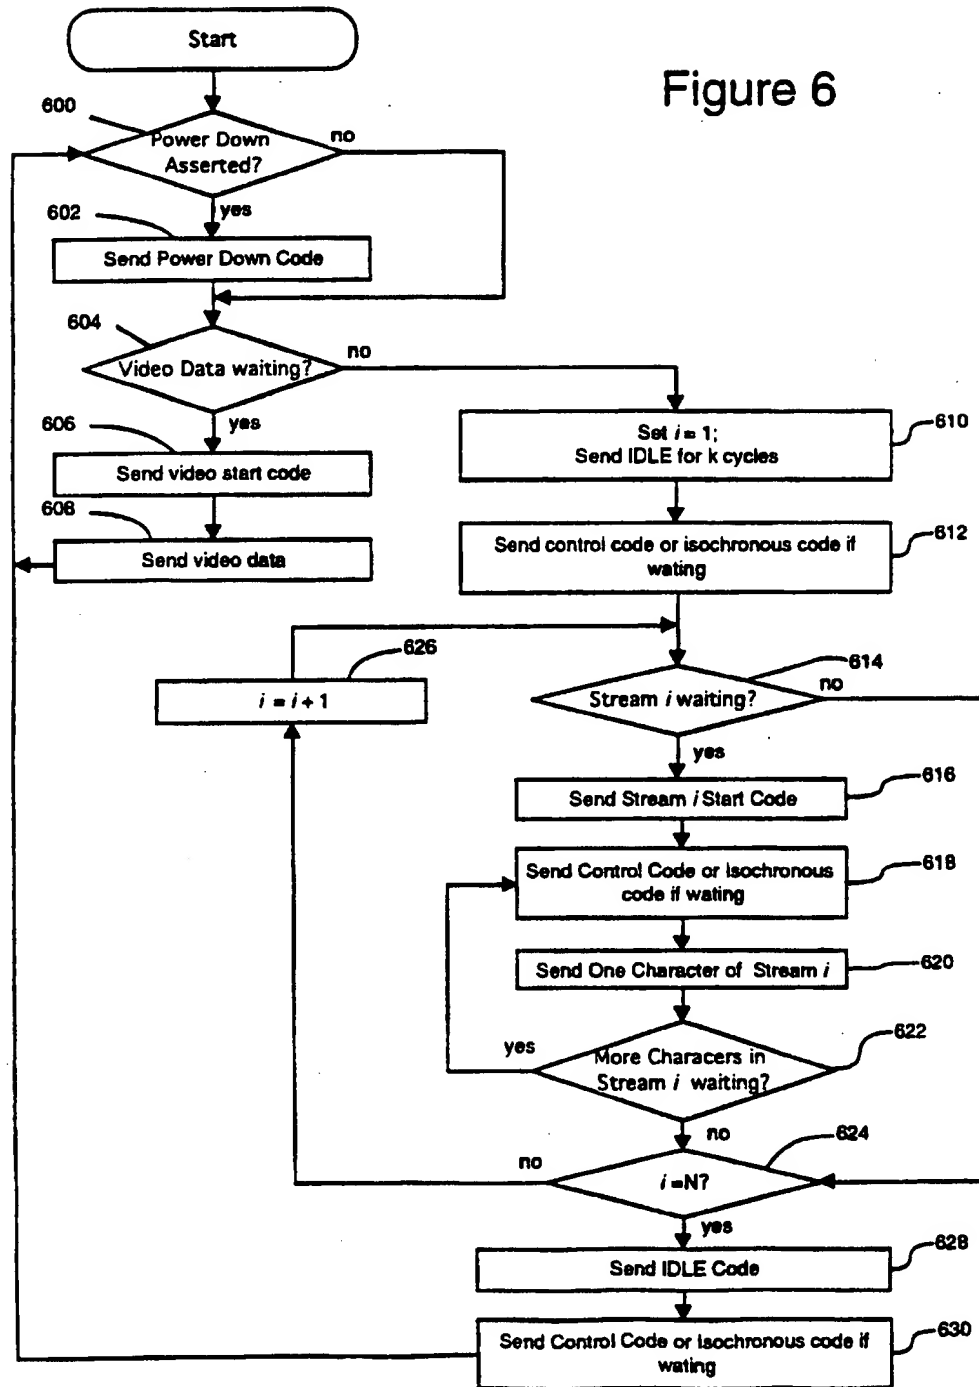 Start
Figure 6
600
Power Down
Asserted?
no
yes
602
Send Power Down Code
604
Video Data waiting?
no
yes
606
Send video start code
608
Send video data
Set i = 1;
Send IDLE for k cycles
610
Send control code or isochronous code if
wating
612
626
i = i + 1
614
Stream i waiting?
no
yes
616
Send Stream i Start Code
618
Send Control Code or Isochronous
code if wating
Send One Character of Stream i
620
622
yes
More Characers in
Stream i waiting?
no
624
no
i =N?
yes
628
Send IDLE Code
630
Send Control Code or Isochronous code if
wating